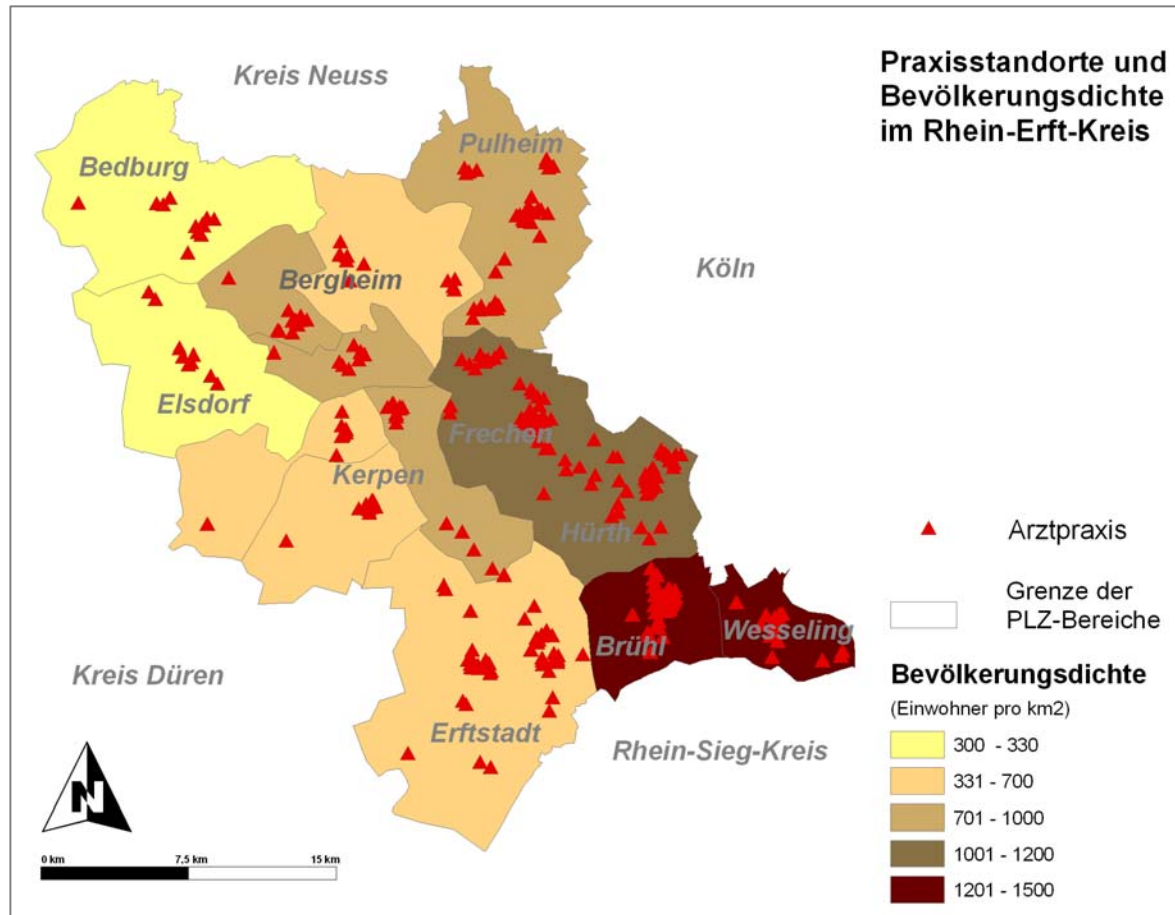 Praxisstandorte und
Bevölkerungsdichte
im Rhein-Erft-Kreis
Kreis Neuss
Pulheim
Bedburg
Köln
Bergheim
Elsdorf
Frechen
Kerpen
Hürth
Brühl
Wesseling
Kreis Düren
Erftstadt
Rhein-Sieg-Kreis
Arztpraxis
Grenze der
PLZ-Bereiche
Bevölkerungsdichte
(Einwohner pro km2)
300 - 330
331 - 700
701 - 1000
1001 - 1200
1201 - 1500
N
0 km 7,5 km 15 km